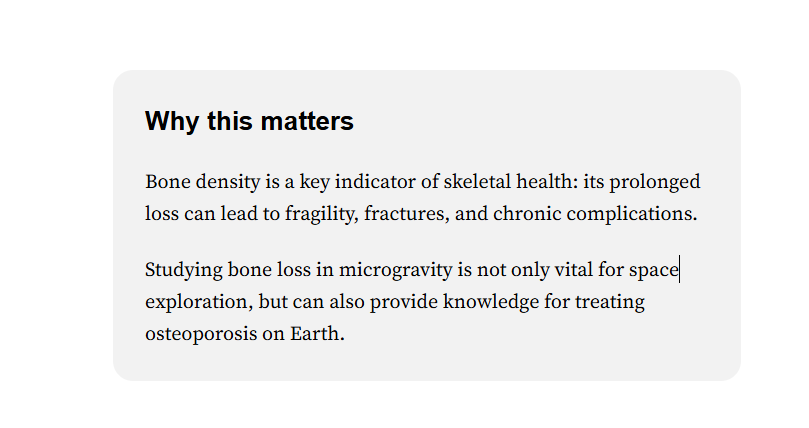 Why this matters
Bone density is a key indicator of skeletal health: its prolonged
loss can lead to fragility, fractures, and chronic complications.
Studying bone loss in microgravity is not only vital for space
exploration, but can also provide knowledge for treating
osteoporosis on Earth.